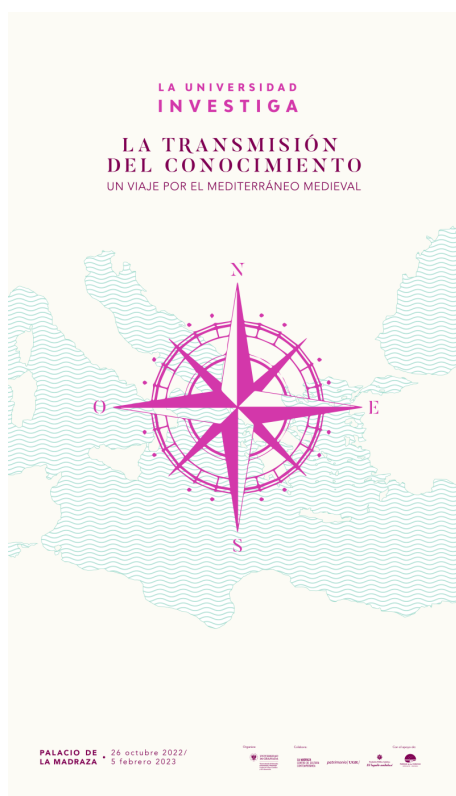 LA UNIVERSIDAD
INVESTIGA
LA TRANSMISIÓN
DEL CONOCIMIENTO
UN VIAJE POR EL MEDITERRÁNEO MEDIEVAL
N
O
E
S
PALACIO DE
LA MADRAZA
• 26 octubre 2022/
5 febrero 2023